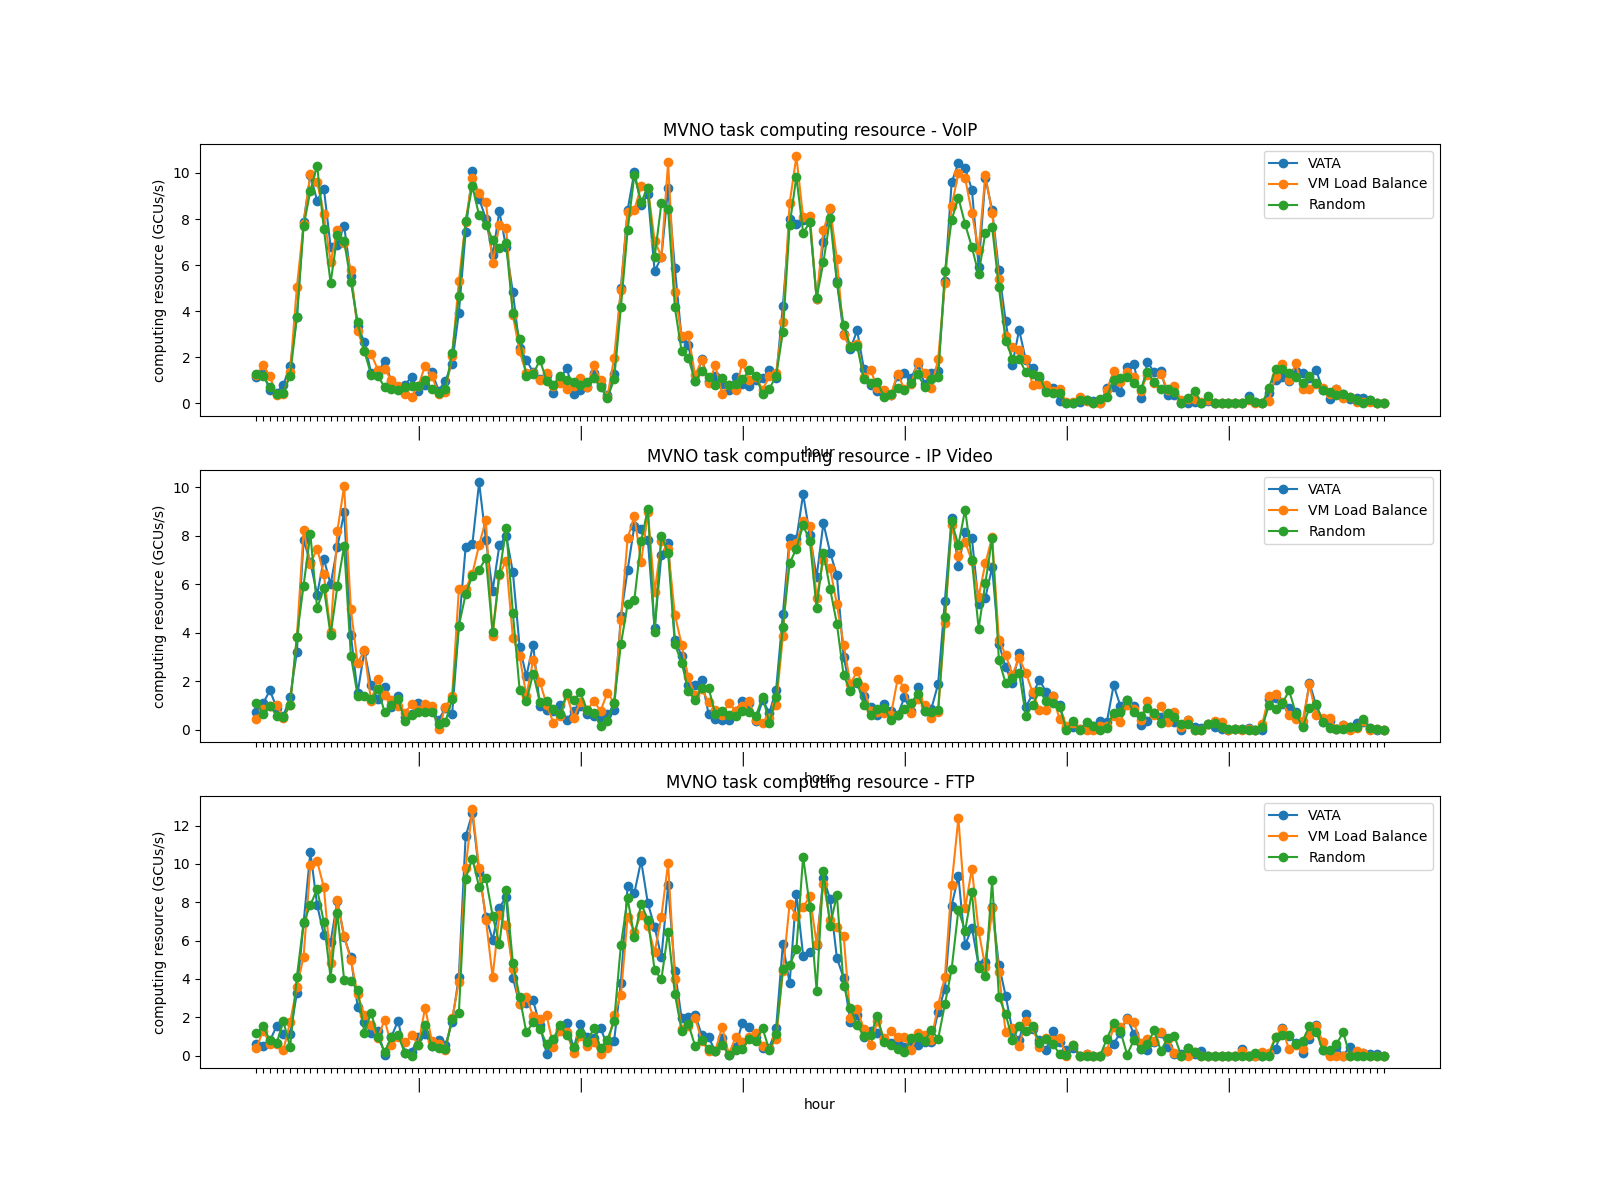 MVNO task computing resource - VoIP
computing resource (GCUs/s)
10
8
6
4
2
0
VATA
VM Load Balance
Random
| | | | | |
hour
MVNO task computing resource - IP Video
computing resource (GCUs/s)
10
8
6
4
2
0
VATA
VM Load Balance
Random
| | | | | |
hour
MVNO task computing resource - FTP
computing resource (GCUs/s)
12
10
8
6
4
2
0
VATA
VM Load Balance
Random
| | | | | |
hour